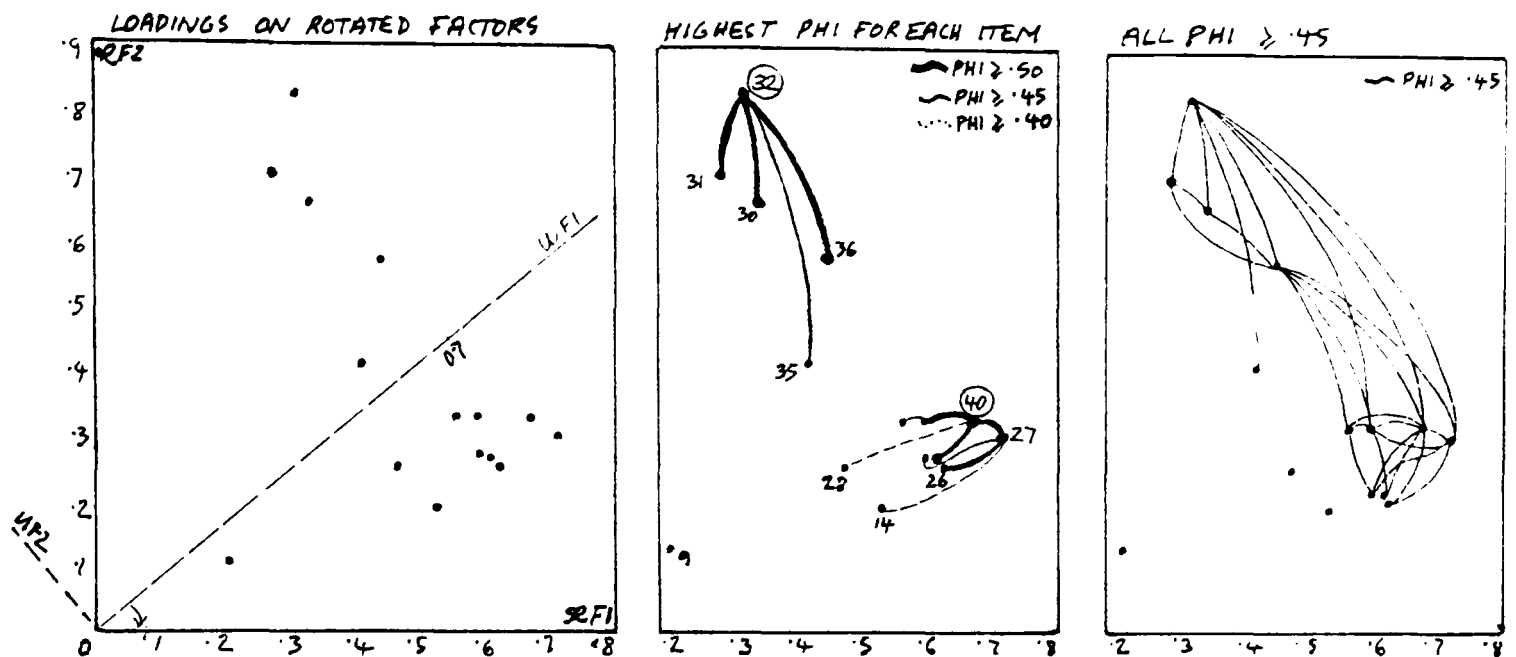 LOADINGS ON ROTATED FACTORS
RF2
.9
.8
.7
.6
.5
.4
.3
.2
.1
0
.1 .2 .3 .4 .5 .6 .7 .8
U.F1
07
UF2
RF1
HIGHEST PHI FOR EACH ITEM
PHI ≥ .50
PHI ≥ .45
PHI ≥ .40
32
31
30
36
35
40
27
28
26
14
9
.2 .3 .4 .5 .6 .7 .8
ALL PHI ≥ .45
PHI ≥ .45
.2 .3 .4 .5 .6 .7 .8